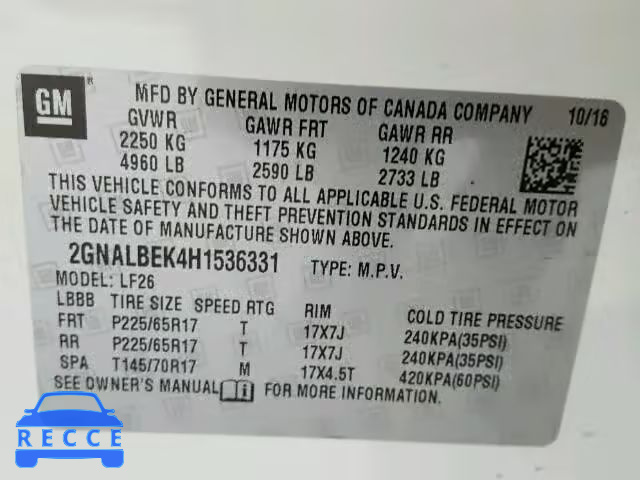 GM ®
MFD BY GENERAL MOTORS OF CANADA COMPANY 10/16
GVWR GAWR FRT GAWR RR
2250 KG 1175 KG 1240 KG
4960 LB 2590 LB 2733 LB
THIS VEHICLE CONFORMS TO ALL APPLICABLE U.S. FEDERAL MOTOR
VEHICLE SAFETY AND THEFT PREVENTION STANDARDS IN EFFECT ON
THE DATE OF MANUFACTURE SHOWN ABOVE.
2GNALBEK4H1536331 TYPE: M.P.V.
MODEL: LF26
LBBB TIRE SIZE SPEED RTG RIM COLD TIRE PRESSURE
FRT P225/65R17 T 17X7J 240KPA(35PSI)
RR P225/65R17 T 17X7J 240KPA(35PSI)
SPA T145/70R17 M 17X4.5T 420KPA(60PSI)
SEE OWNER'S MANUAL FOR MORE INFORMATION.
RECCE